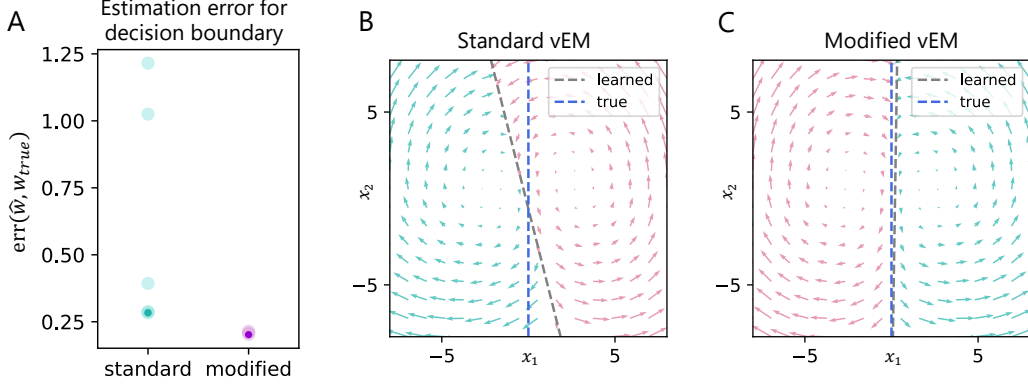 A
Estimation error for
decision boundary
1.25
1.00
0.75
0.50
0.25
err(ŵ, w_true)
standard
modified
B
Standard vEM
learned
true
5
−5
x₂
−5
5
x₁
C
Modified vEM
learned
true
5
−5
x₂
−5
5
x₁